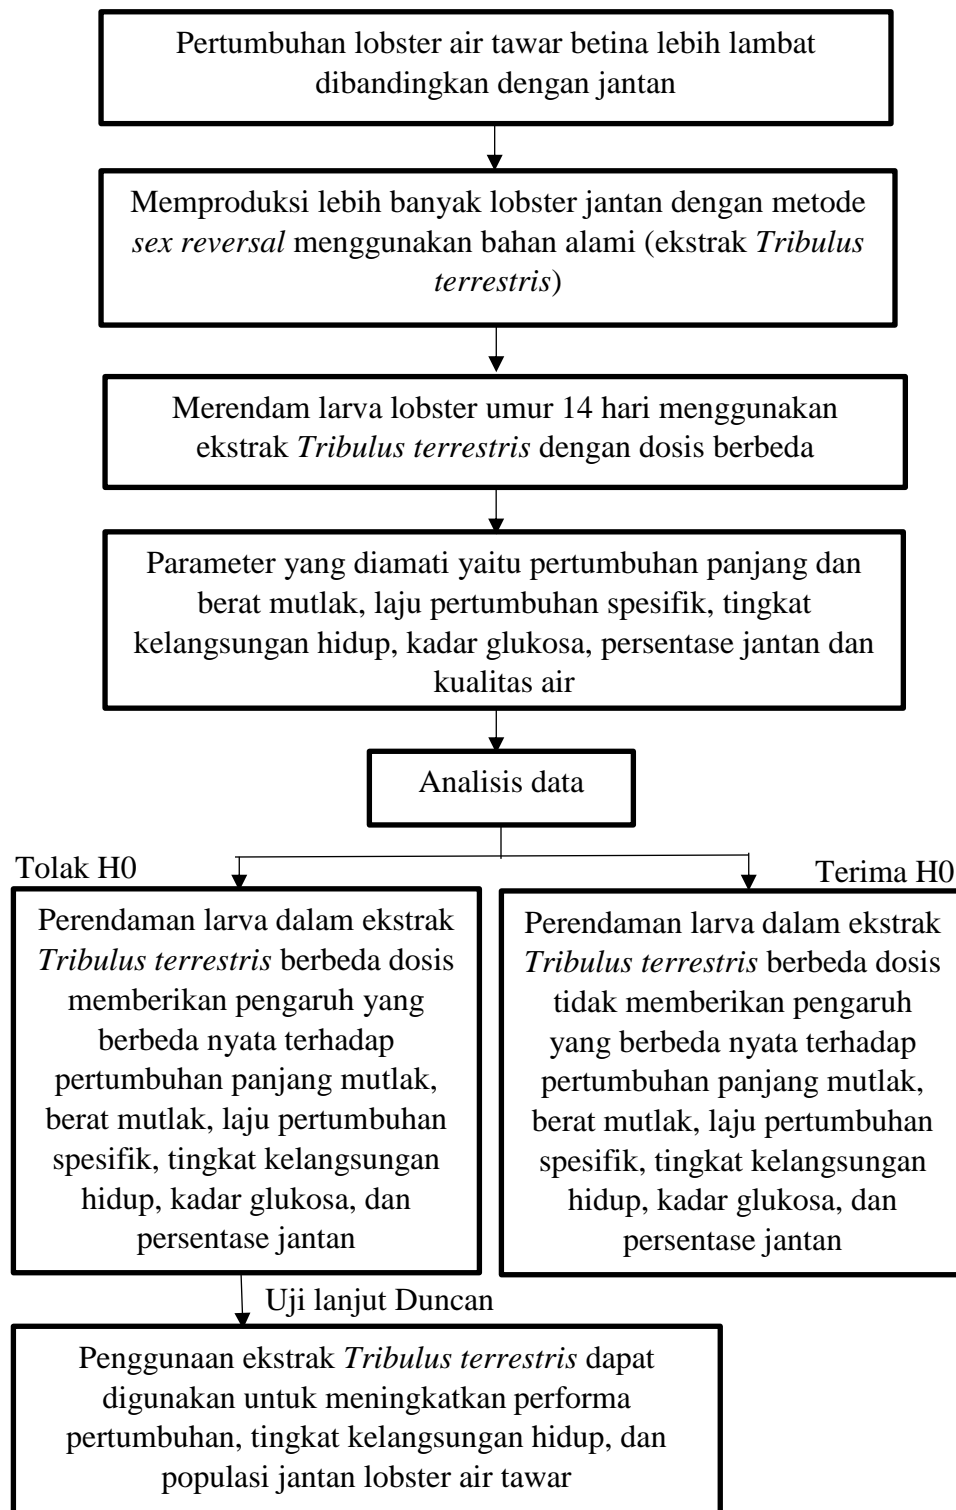 Pertumbuhan lobster air tawar betina lebih lambat
dibandingkan dengan jantan
Memproduksi lebih banyak lobster jantan dengan metode
sex reversal menggunakan bahan alami (ekstrak Tribulus
terrestris)
Merendam larva lobster umur 14 hari menggunakan
ekstrak Tribulus terrestris dengan dosis berbeda
Parameter yang diamati yaitu pertumbuhan panjang dan
berat mutlak, laju pertumbuhan spesifik, tingkat
kelangsungan hidup, kadar glukosa, persentase jantan dan
kualitas air
Analisis data
Tolak H0
Perendaman larva dalam ekstrak
Tribulus terrestris berbeda dosis
memberikan pengaruh yang
berbeda nyata terhadap
pertumbuhan panjang mutlak,
berat mutlak, laju pertumbuhan
spesifik, tingkat kelangsungan
hidup, kadar glukosa, dan
persentase jantan
Terima H0
Perendaman larva dalam ekstrak
Tribulus terrestris berbeda dosis
tidak memberikan pengaruh
yang berbeda nyata terhadap
pertumbuhan panjang mutlak,
berat mutlak, laju pertumbuhan
spesifik, tingkat kelangsungan
hidup, kadar glukosa, dan
persentase jantan
Uji lanjut Duncan
Penggunaan ekstrak Tribulus terrestris dapat
digunakan untuk meningkatkan performa
pertumbuhan, tingkat kelangsungan hidup, dan
populasi jantan lobster air tawar